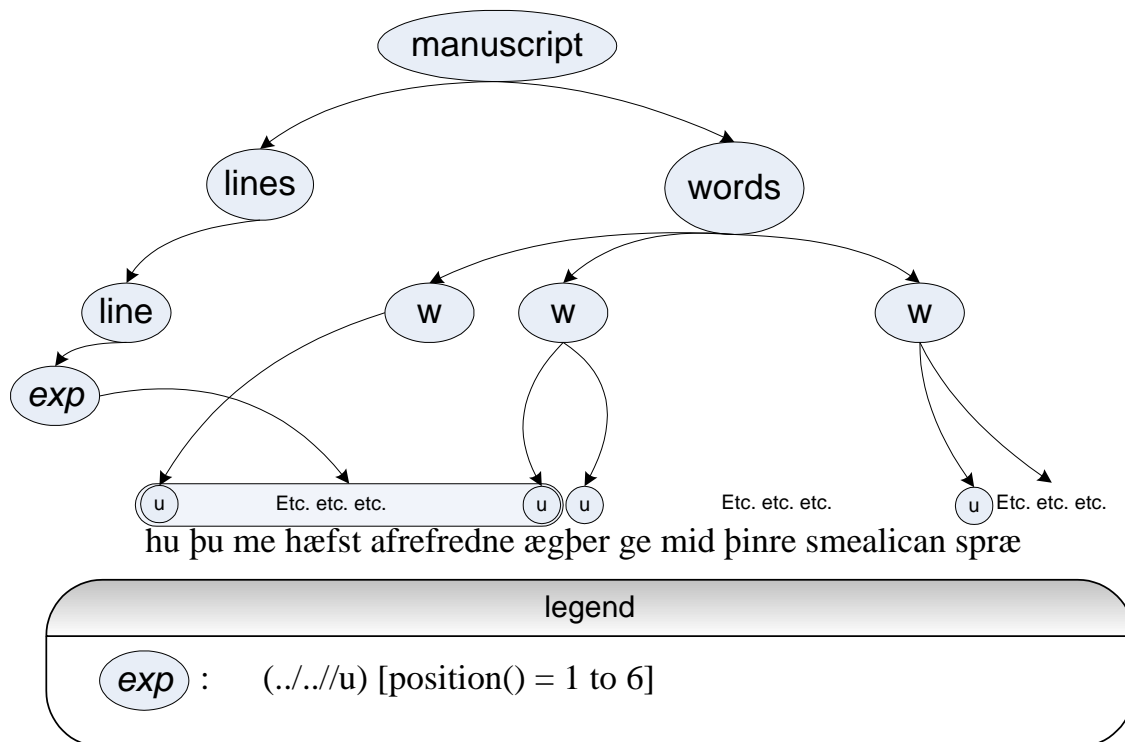 manuscript
lines
words
line
w
w
w
exp
u
Etc. etc. etc.
u
u
Etc. etc. etc.
u
Etc. etc. etc.
hu þu me hæfst afrefredne ægþer ge mid þinre smealican spræ
legend
exp : (../..//u) [position() = 1 to 6]